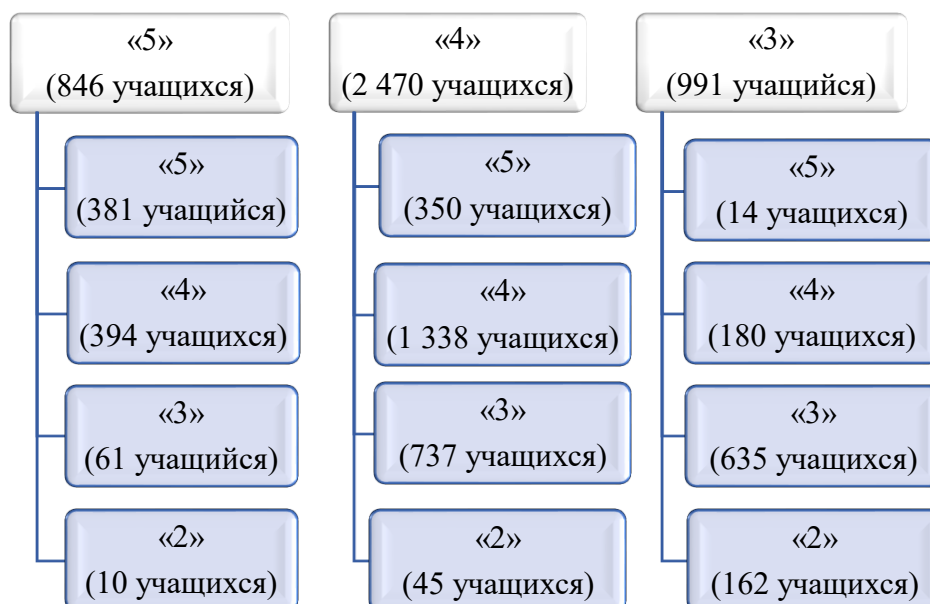 «5»
(846 учащихся)
«5»
(381 учащийся)
«4»
(394 учащихся)
«3»
(61 учащийся)
«2»
(10 учащихся)
«4»
(2 470 учащихся)
«5»
(350 учащихся)
«4»
(1 338 учащихся)
«3»
(737 учащихся)
«2»
(45 учащихся)
«3»
(991 учащийся)
«5»
(14 учащихся)
«4»
(180 учащихся)
«3»
(635 учащихся)
«2»
(162 учащихся)